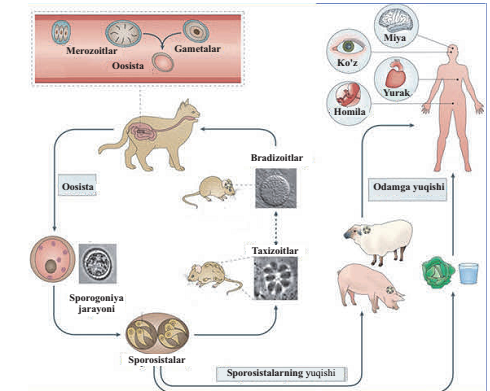 Merozoitlar
Gametalar
Oosista
Miya
Ko'z
Yurak
Homila
Bradizoitlar
Oosista
Odamga yuqishi
Taxizoitlar
Sporogoniya
jarayoni
Sporosistalar
Sporosistalarning yuqishi